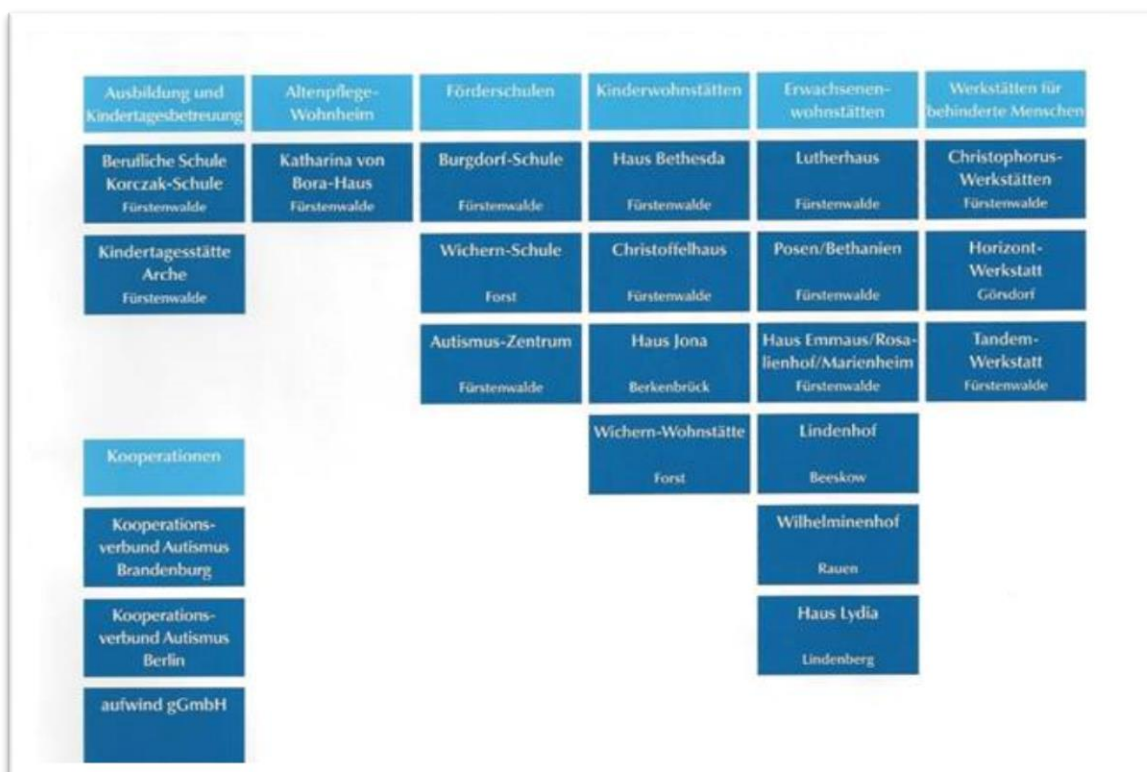 Ausbildung und
Kindertagesbetreuung
Berufliche Schule
Korczak-Schule
Fürstenwalde
Kindertagesstätte
Arche
Fürstenwalde
Kooperationen
Kooperations-
verbund Autismus
Brandenburg
Kooperations-
verbund Autismus
Berlin
aufwind gGmbH
Altenpflege-
Wohnheim
Katharina von
Bora-Haus
Fürstenwalde
Förderschulen
Burgdorf-Schule
Fürstenwalde
Wichern-Schule
Forst
Autismus-Zentrum
Fürstenwalde
Kinderwohnstätten
Haus Bethesda
Fürstenwalde
Christoffelhaus
Fürstenwalde
Haus Jona
Berkenbrück
Wichern-Wohnstätte
Forst
Erwachsenen-
wohnstätten
Lutherhaus
Fürstenwalde
Posen/Bethanien
Fürstenwalde
Haus Emmaus/Rosa-
lienhof/Marienheim
Fürstenwalde
Lindenhof
Beeskow
Wilhelminenhof
Rauen
Haus Lydia
Lindenberg
Werkstätten für
behinderte Menschen
Christophorus-
Werkstätten
Fürstenwalde
Horizont-
Werkstatt
Görsdorf
Tandem-
Werkstatt
Fürstenwalde